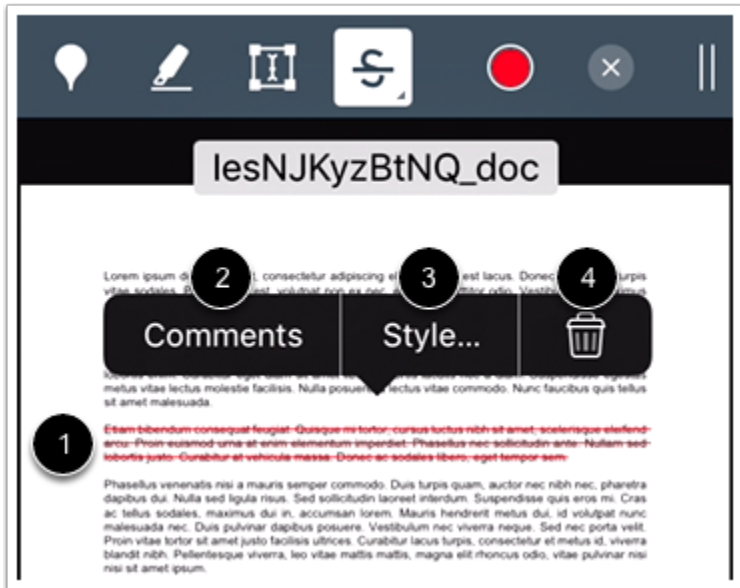 IesNJKyzBtNQ_doc
Lorem ipsum consectetur adipiscing est lacus. Donec turpis
vitae sodales.
2
3
4
Comments Style...
metus vitae lectus molestie facilisis. Nulla lectus vitae commodo. Nunc faucibus quis tellus
sit amet malesuada.
1
Etiam bibendum consequat feugiat. Quisque mi tortor, cursus luctus nibh sit amet, scelerisque eleifend
arcu. Proin euismod urna at enim elementum imperdiet. Phasellus nec sollicitudin ante. Nullam sed
lobortis justo. Curabitur at vehicula massa. Donec ac sodales libero, eget tempor sem.
Phasellus venenatis nisi a mauris semper commodo. Duis turpis quam, auctor nec nibh nec, pharetra
dapibus dui. Nulla sed ligula risus. Sed sollicitudin laoreet interdum. Suspendisse quis eros mi. Cras
ac tellus sodales, maximus dui in, accumsan lorem. Mauris hendrerit metus dui, id volutpat nunc
malesuada nec. Duis pulvinar dapibus posuere. Vestibulum nec viverra neque. Sed nec porta velit.
Proin vitae tortor sit amet justo facilisis ultrices. Curabitur lacus turpis, consectetur et metus id, viverra
blandit nibh. Pellentesque viverra, leo vitae mattis mattis, magna elit rhoncus odio, vitae pulvinar nisi
nisi sit amet ipsum.